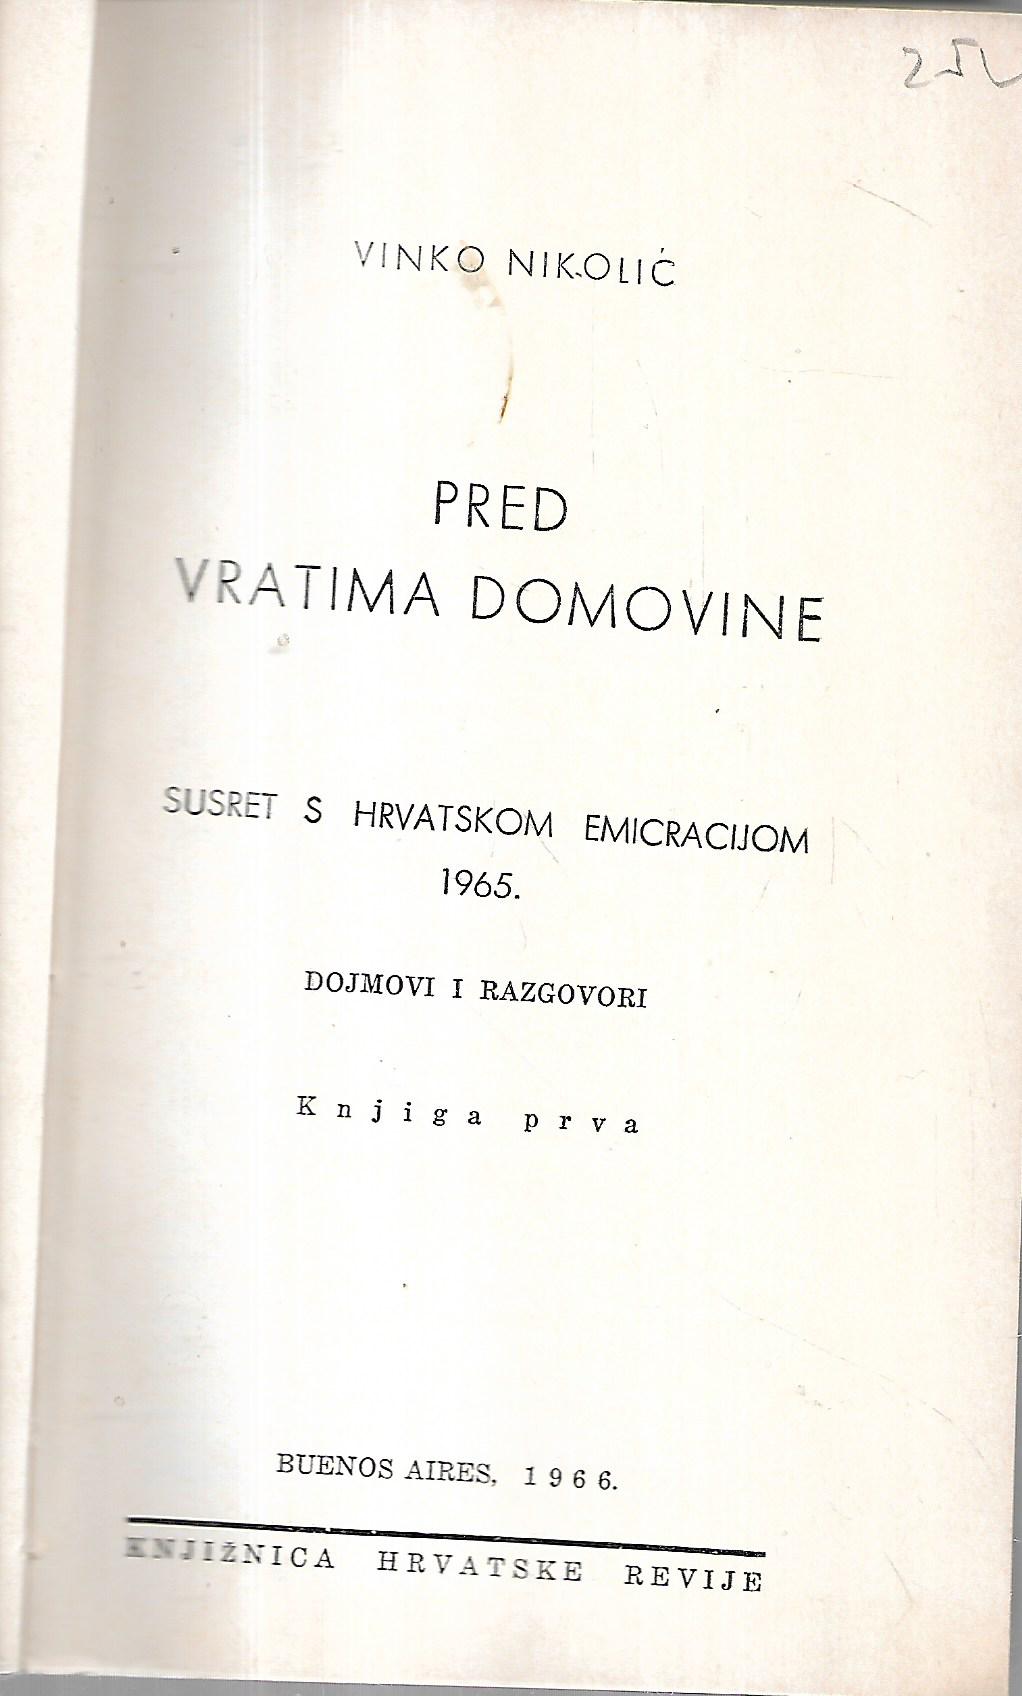 VINKO NIKOLIĆ
PRED
VRATIMA DOMOVINE
SUSRET S HRVATSKOM EMICRACIJOM
1965.
DOJMOVI I RAZGOVORI
Knjiga prva
BUENOS AIRES, 1966.
KNJIŽNICA HRVATSKE REVIJE